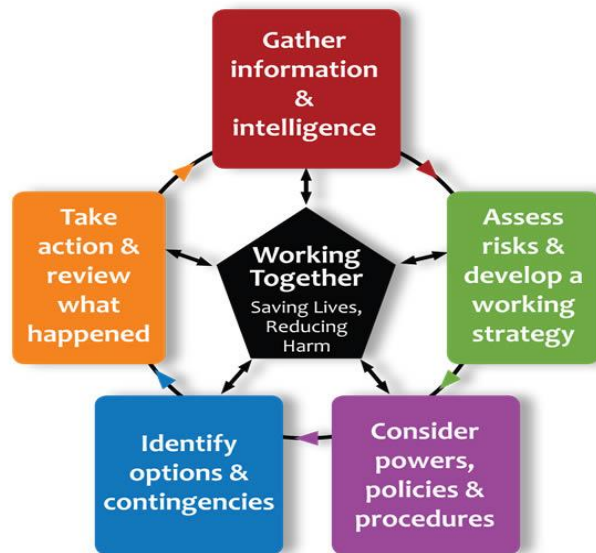 Gather
information
&
intelligence
Assess
risks &
develop a
working
strategy
Consider
powers,
policies &
procedures
Identify
options &
contingencies
Take
action &
review
what
happened
Working
Together
Saving Lives,
Reducing
Harm